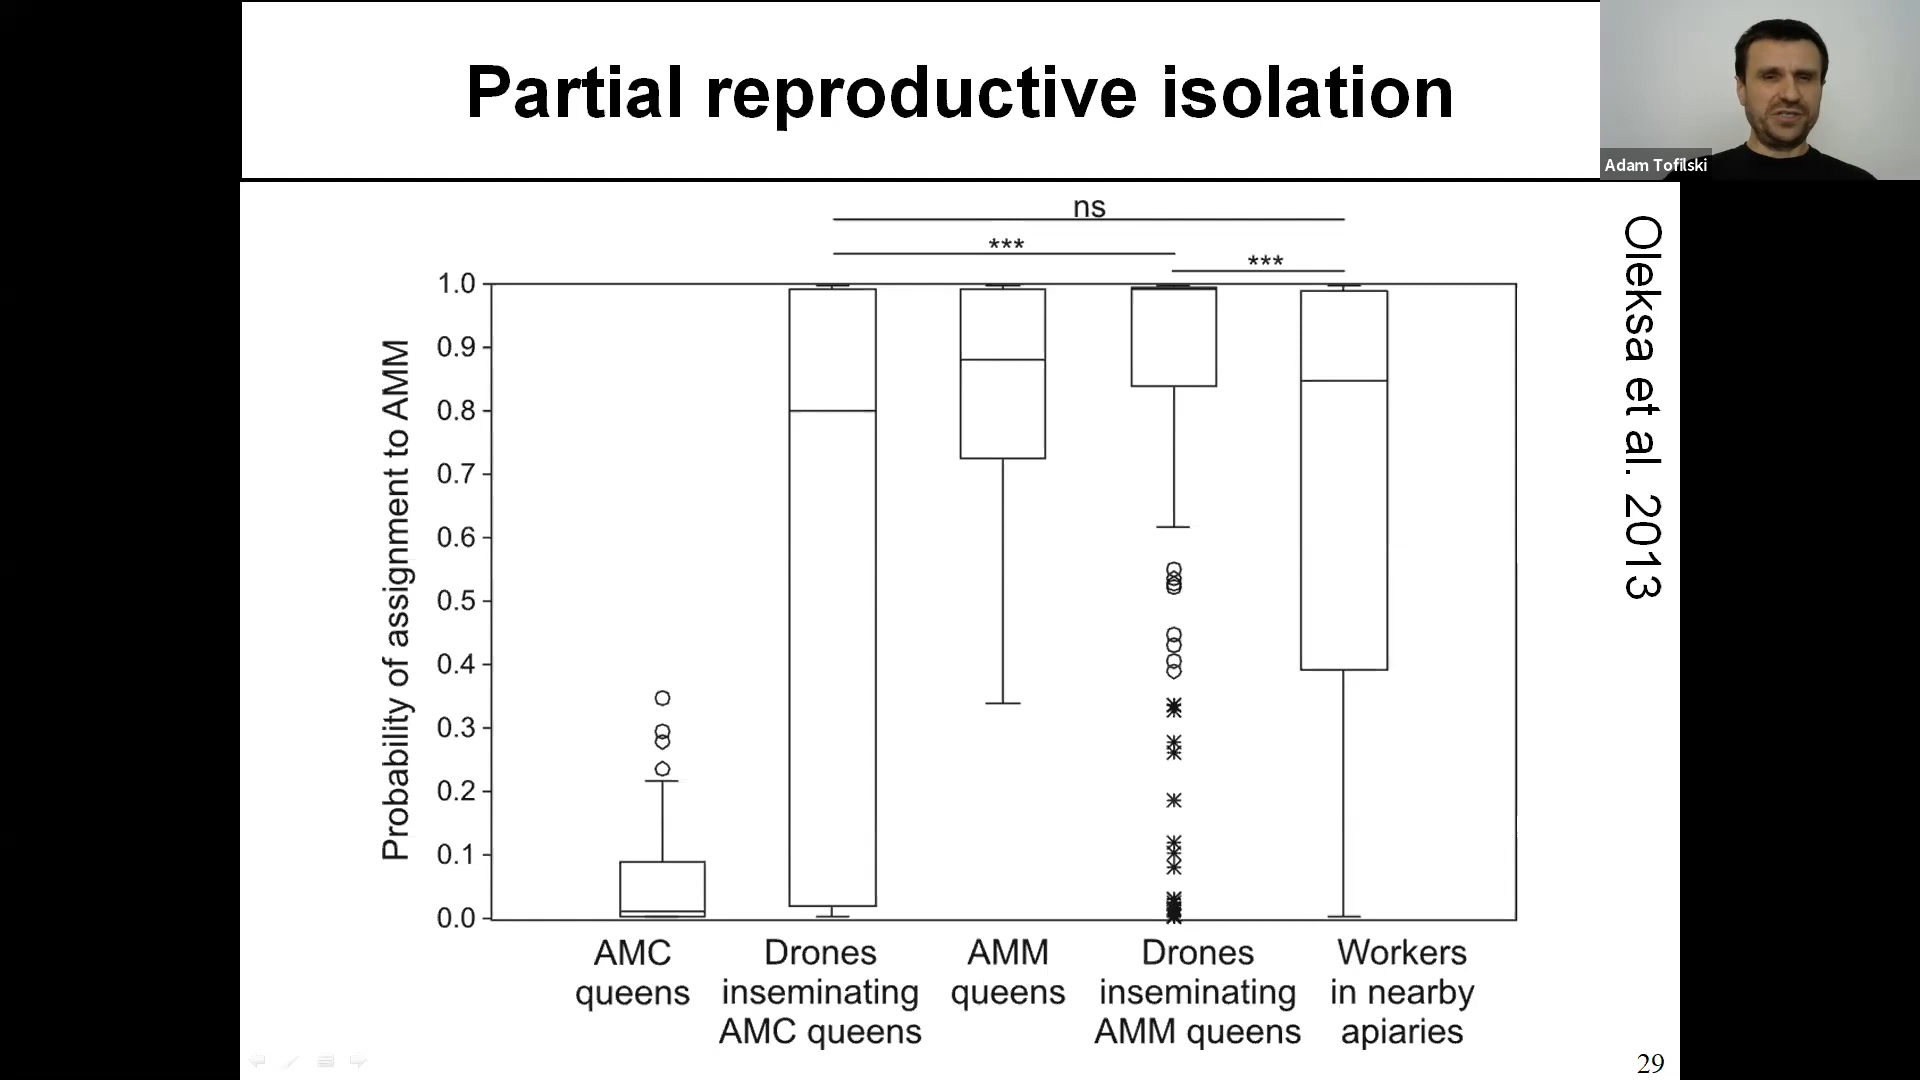 Partial reproductive isolation
Adam Tofilski
ns
***
***
Oleksa et al. 2013
Probability of assignment to AMM
1.0
0.9
0.8
0.7
0.6
0.5
0.4
0.3
0.2
0.1
0.0
AMC
queens
Drones
inseminating
AMC queens
AMM
queens
Drones
inseminating
AMM queens
Workers
in nearby
apiaries
29